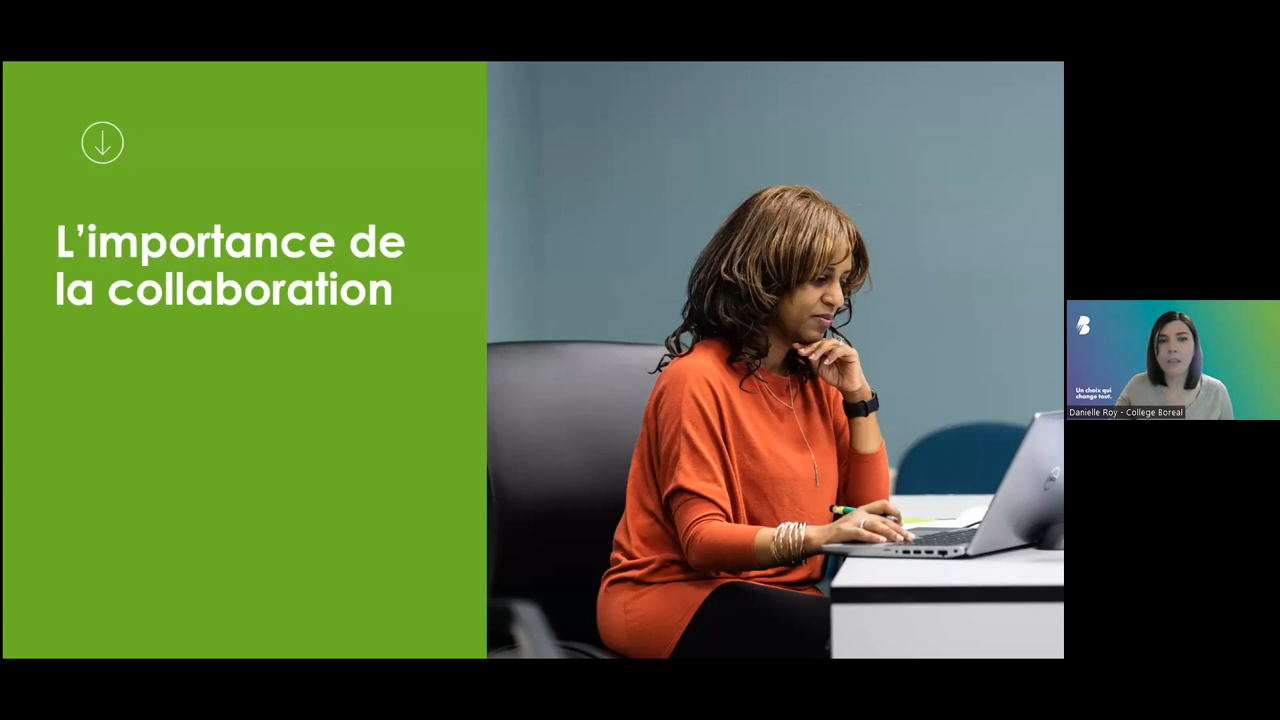 L’importance de
la collaboration
Un choix qui
change tout.
Danielle Roy - College Boreal